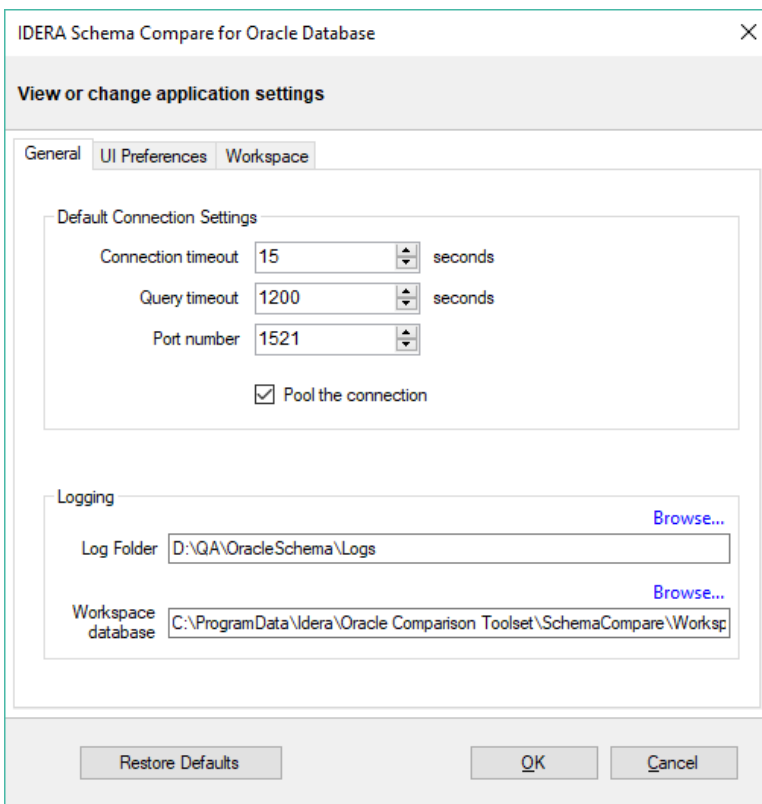 IDERA Schema Compare for Oracle Database
View or change application settings
General UI Preferences Workspace
Default Connection Settings
Connection timeout 15 seconds
Query timeout 1200 seconds
Port number 1521
Pool the connection
Logging
Browse...
Log Folder D:\QA\OracleSchema\Logs
Browse...
Workspace
database C:\ProgramData\Idera\Oracle Comparison Toolset\SchemaCompare\Worksp
Restore Defaults OK Cancel